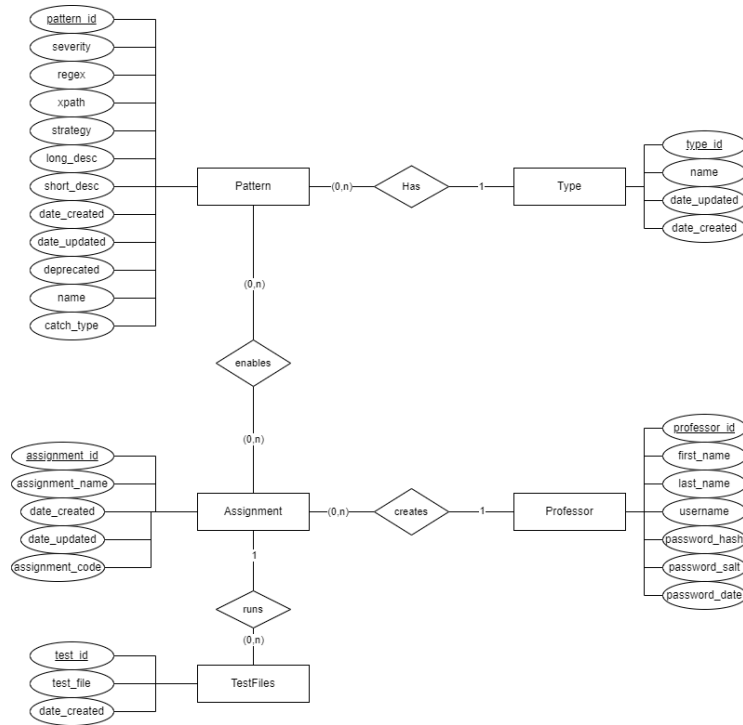 pattern_id
severity
regex
xpath
strategy
long_desc
short_desc
date_created
date_updated
deprecated
name
catch_type
Pattern
(0,n)
Has
1
Type
type_id
name
date_updated
date_created
(0,n)
enables
(0,n)
assignment_id
assignment_name
date_created
date_updated
assignment_code
Assignment
(0,n)
creates
1
Professor
professor_id
first_name
last_name
username
password_hash
password_salt
password_date
1
runs
(0,n)
test_id
test_file
date_created
TestFiles